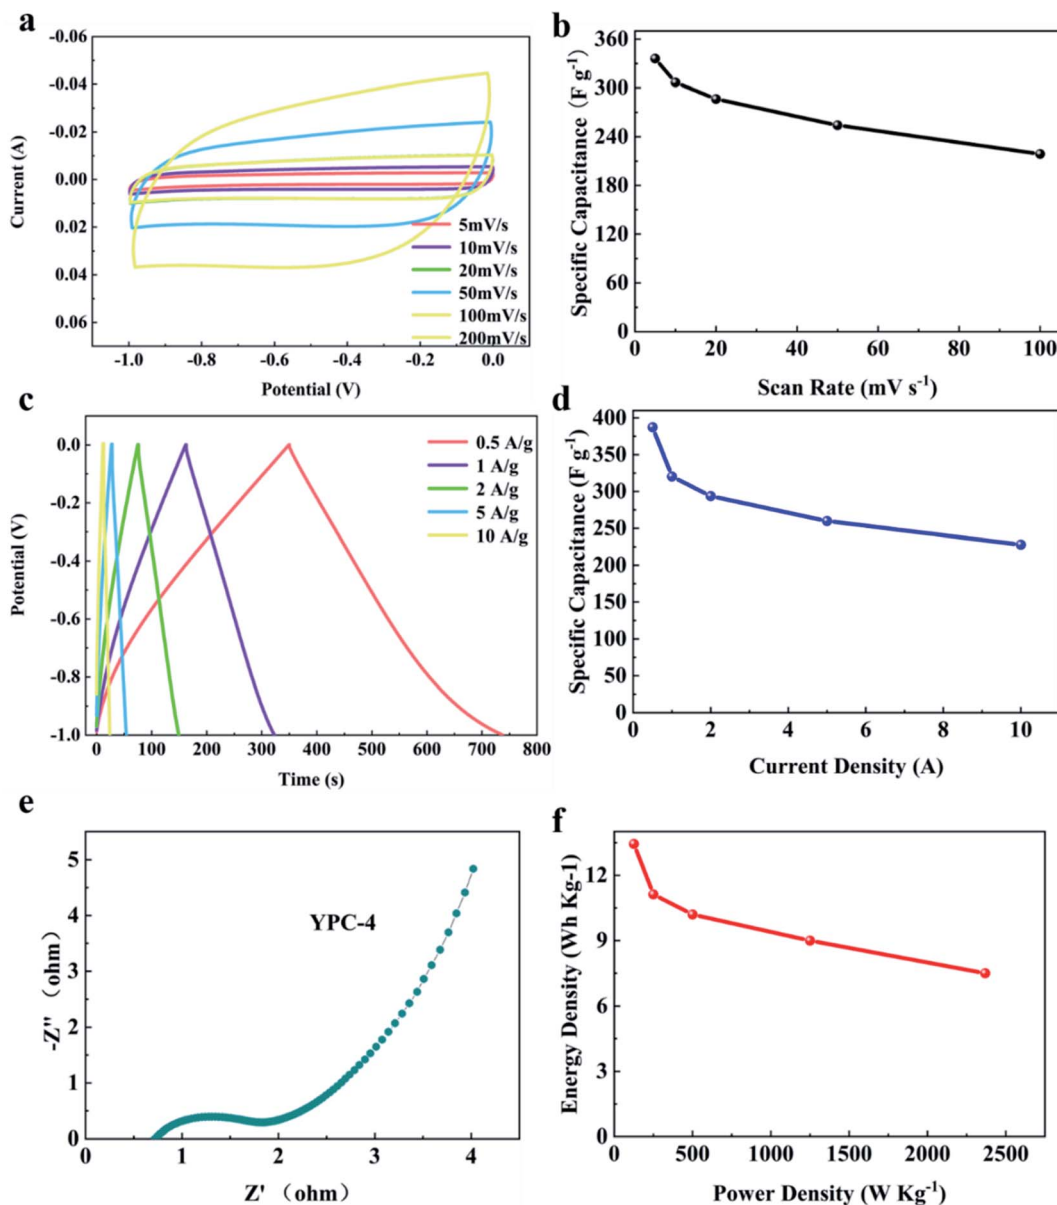 a
-0.06
-0.04
-0.02
0.00
0.02
0.04
0.06
Current (A)
5mV/s
10mV/s
20mV/s
50mV/s
100mV/s
200mV/s
-1.0
-0.8
-0.6
-0.4
-0.2
0.0
Potential (V)
b
360
300
240
180
120
60
0
Specific Capacitance (F g⁻¹)
0
20
40
60
80
100
Scan Rate (mV s⁻¹)
c
0.0
-0.2
-0.4
-0.6
-0.8
-1.0
Potential (V)
0.5 A/g
1 A/g
2 A/g
5 A/g
10 A/g
0
100
200
300
400
500
600
700
800
Time (s)
d
400
350
300
250
200
150
100
50
0
Specific Capacitance (F g⁻¹)
0
2
4
6
8
10
Current Density (A)
e
5
4
3
2
1
0
-Z″（ohm）
YPC-4
0
1
2
3
4
Z'（ohm）
f
12
9
6
3
0
Energy Density (Wh Kg-1)
0
500
1000
1500
2000
2500
Power Density (W Kg⁻¹)